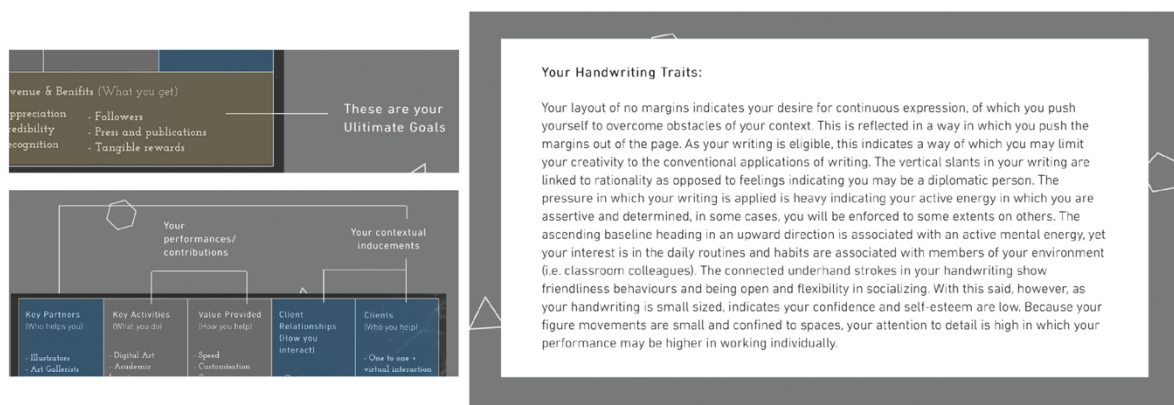 venue & Benifits (What you get)
ppreciation
redibility
ecognition
- Followers
- Press and publications
- Tangible rewards
These are your
Ulitimate Goals
Your
performances/
contributions
Your contextual
inducements
Key Partners
(Who helps you)
- Illustrators
- Art Gallerists
Key Activities
(What you do)
- Digital Art
- Academic
Value Provided
(How you help)
- Speed
- Customisation
Client
Relationships
(How you
interact)
Clients
(Who you help)
- One to one +
virtual interaction
Your Handwriting Traits:
Your layout of no margins indicates your desire for continuous expression, of which you push
yourself to overcome obstacles of your context. This is reflected in a way in which you push the
margins out of the page. As your writing is eligible, this indicates a way of which you may limit
your creativity to the conventional applications of writing. The vertical slants in your writing are
linked to rationality as opposed to feelings indicating you may be a diplomatic person. The
pressure in which your writing is applied is heavy indicating your active energy in which you are
assertive and determined, in some cases, you will be enforced to some extents on others. The
ascending baseline heading in an upward direction is associated with an active mental energy, yet
your interest is in the daily routines and habits are associated with members of your environment
(i.e. classroom colleagues). The connected underhand strokes in your handwriting show
friendliness behaviours and being open and flexibility in socializing. With this said, however, as
your handwriting is small sized, indicates your confidence and self-esteem are low. Because your
figure movements are small and confined to spaces, your attention to detail is high in which your
performance may be higher in working individually.